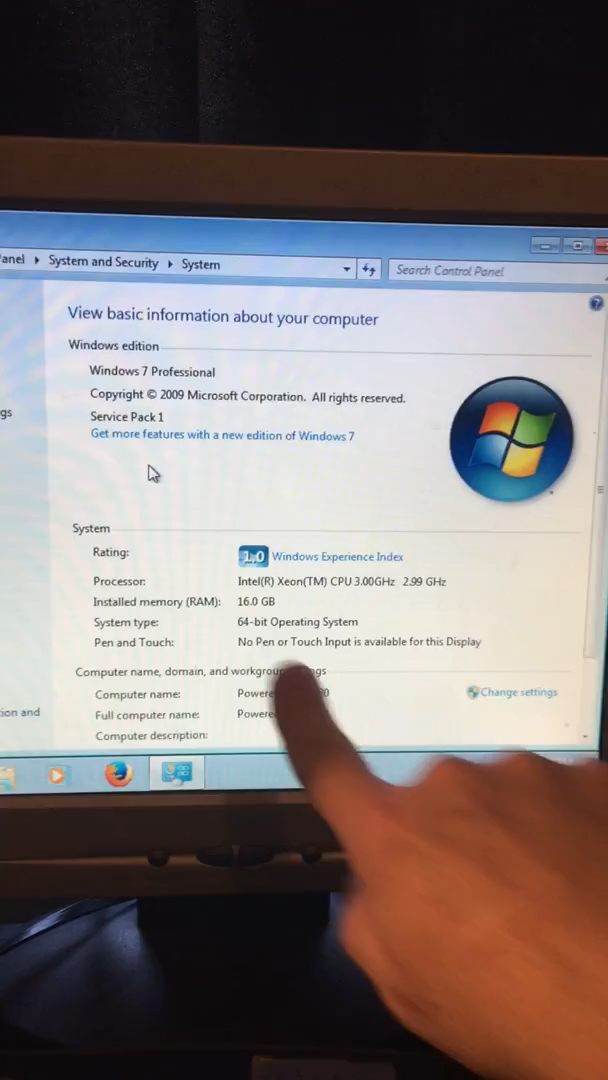 anel ▸ System and Security ▸ System
Search Control Panel
View basic information about your computer
Windows edition
Windows 7 Professional
Copyright © 2009 Microsoft Corporation. All rights reserved.
gs
Service Pack 1
Get more features with a new edition of Windows 7
System
Rating: 1.0 Windows Experience Index
Processor: Intel(R) Xeon(TM) CPU 3.00GHz 2.99 GHz
Installed memory (RAM): 16.0 GB
System type: 64-bit Operating System
Pen and Touch: No Pen or Touch Input is available for this Display
Computer name, domain, and workgroup
Computer name: Powere
Change settings
ion and
Full computer name: Powere
Computer description: